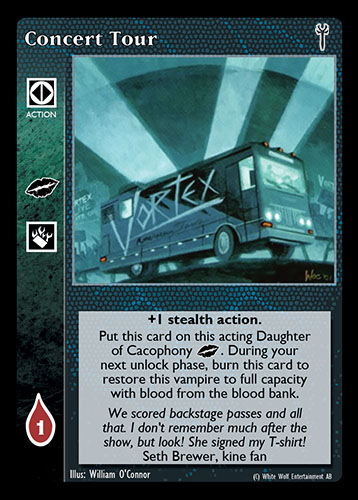 Concert Tour
ACTION
VORTEX
+1 stealth action.
Put this card on this acting Daughter
of Cacophony . During your
next unlock phase, burn this card to
restore this vampire to full capacity
with blood from the blood bank.
We scored backstage passes and all
that. I don't remember much after the
show, but look! She signed my T-shirt!
Seth Brewer, kine fan
1
Illus: William O'Connor
(C) White Wolf Entertainment AB